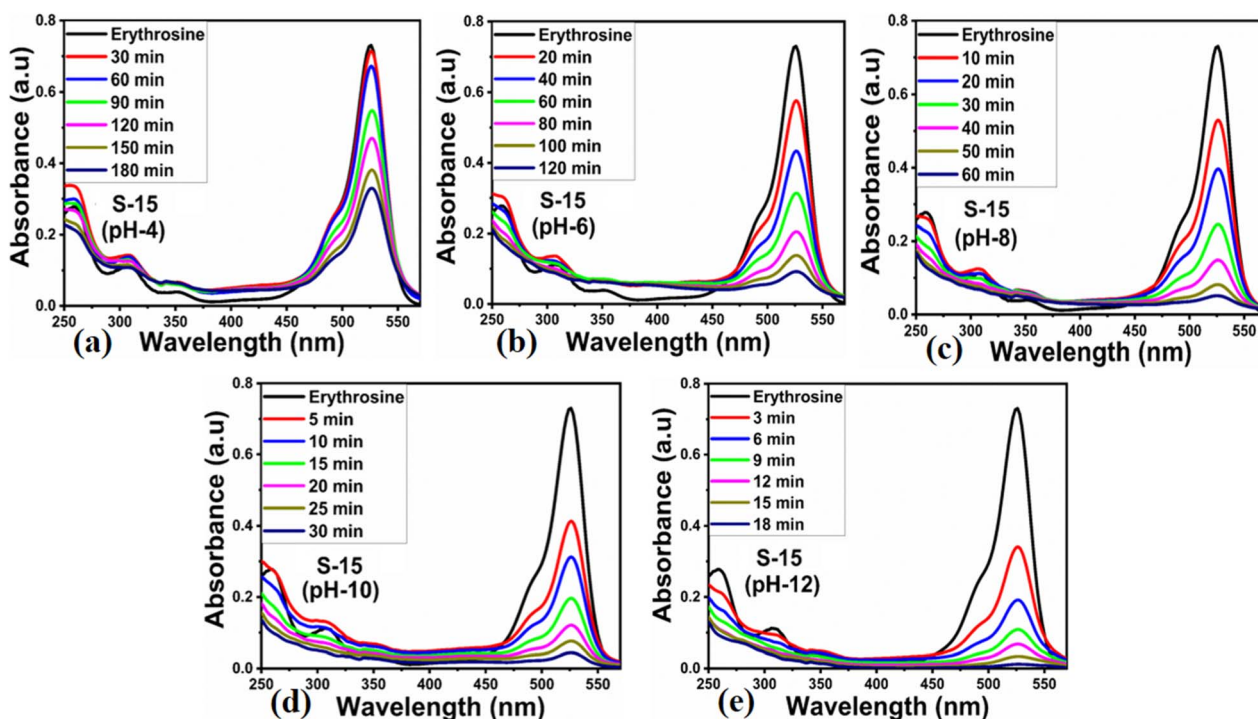 Absorbance (a.u)
0.8
0.6
0.4
0.2
0.0
Erythrosine
30 min
60 min
90 min
120 min
150 min
180 min
S-15
(pH-4)
250 300 350 400 450 500 550
(a) Wavelength (nm)
Absorbance (a.u)
0.8
0.6
0.4
0.2
0.0
Erythrosine
20 min
40 min
60 min
80 min
100 min
120 min
S-15
(pH-6)
250 300 350 400 450 500 550
(b) Wavelength (nm)
Absorbance (a.u)
0.8
0.6
0.4
0.2
0.0
Erythrosine
10 min
20 min
30 min
40 min
50 min
60 min
S-15
(pH-8)
250 300 350 400 450 500 550
(c) Wavelength (nm)
Absorbance (a.u)
0.8
0.6
0.4
0.2
0.0
Erythrosine
5 min
10 min
15 min
20 min
25 min
30 min
S-15
(pH-10)
250 300 350 400 450 500 550
(d) Wavelength (nm)
Absorbance (a.u)
0.8
0.6
0.4
0.2
0.0
Erythrosine
3 min
6 min
9 min
12 min
15 min
18 min
S-15
(pH-12)
250 300 350 400 450 500 550
(e) Wavelength (nm)